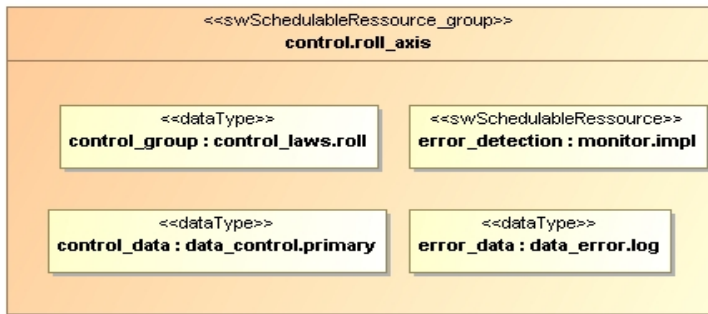 <<swSchedulableRessource_group>>
control.roll_axis
<<dataType>>
control_group : control_laws.roll
<<swSchedulableRessource>>
error_detection : monitor.impl
<<dataType>>
control_data : data_control.primary
<<dataType>>
error_data : data_error.log